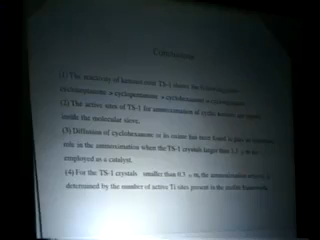 Conclusions
(1) The reactivity of ketones over TS-1 shows the following
cyclohexanone > cyclopentanone >
(2) The active sites of TS-1 for ammoximation of cyclic ketones are
inside the molecular sieve.
(3) Diffusion of cyclohexanone or its oxime has been found to play an important
role in the ammoximation when the TS-1 crystals larger than is
employed as a catalyst.
(4) For the TS-1 crystals smaller than 0.5 m, the ammoximation
determined by the number of active Ti sites present in the zeolite framework.